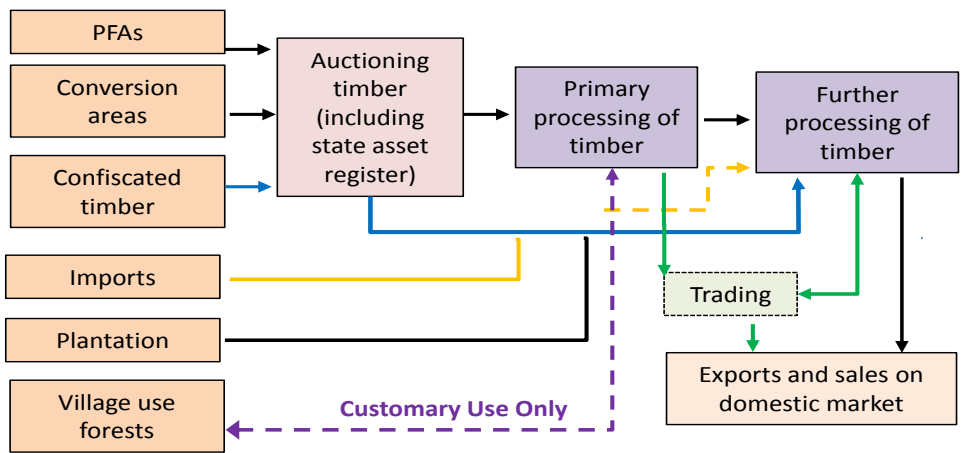 PFAs
Conversion
areas
Confiscated
timber
Imports
Plantation
Village use
forests
Auctioning
timber
(including
state asset
register)
Primary
processing of
timber
Further
processing of
timber
Trading
Exports and sales on
domestic market
Customary Use Only